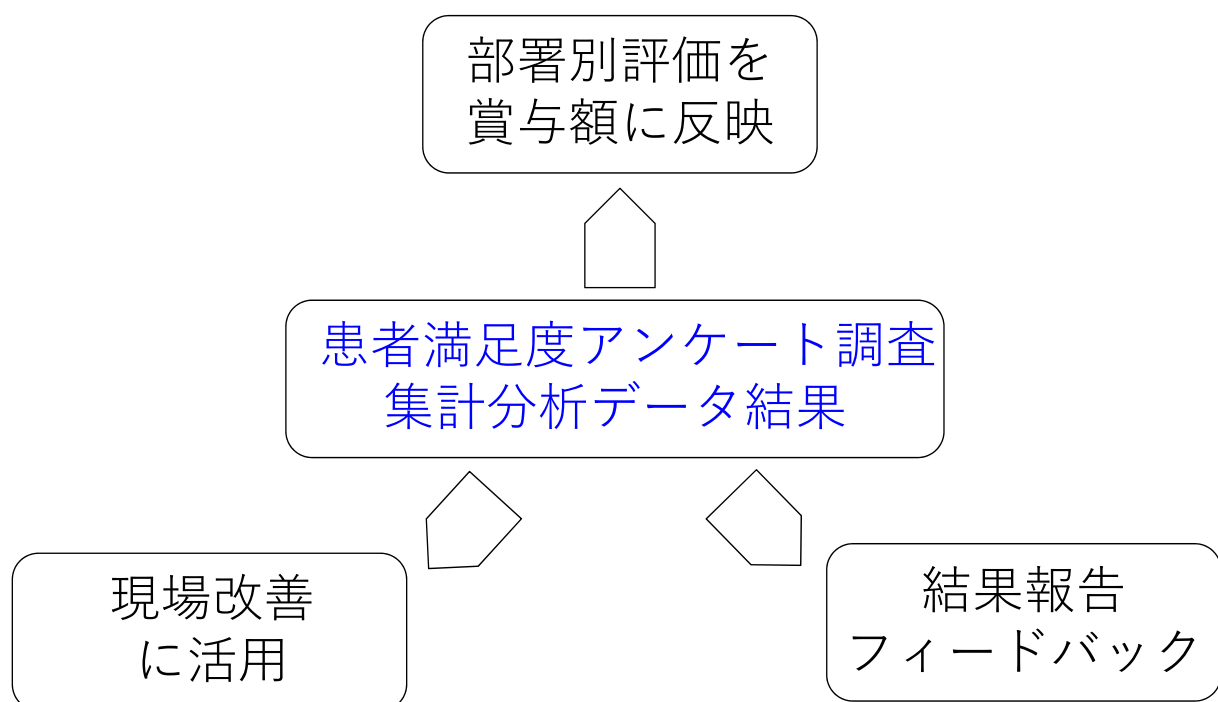 部署別評価を
賞与額に反映
患者満足度アンケート調査
集計分析データ結果
現場改善
に活用
結果報告
フィードバック